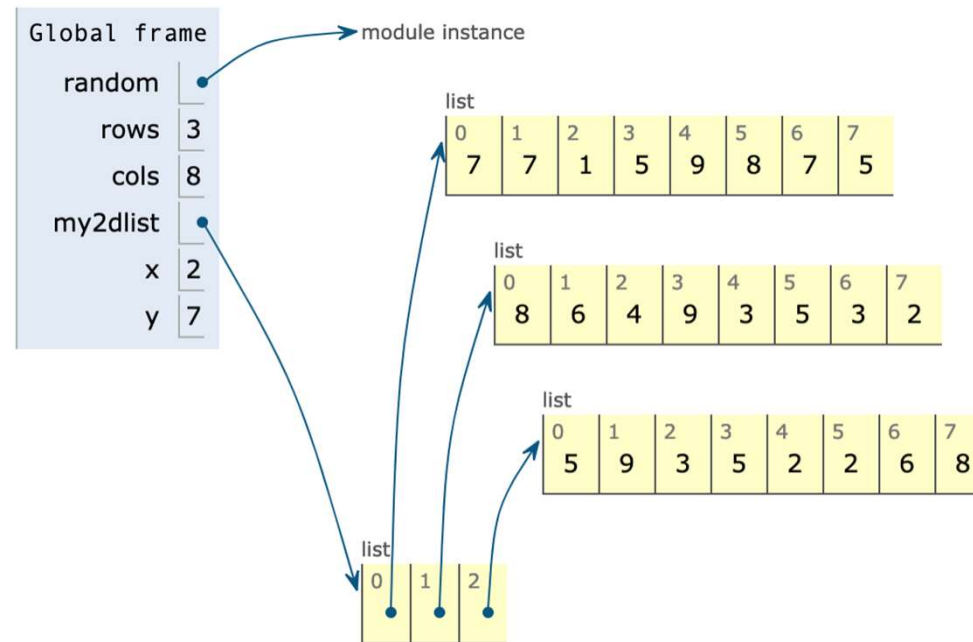 Global frame
random
module instance
rows 3
cols 8
my2dlist
x 2
y 7
list
0 1 2 3 4 5 6 7
7 7 1 5 9 8 7 5
list
0 1 2 3 4 5 6 7
8 6 4 9 3 5 3 2
list
0 1 2 3 4 5 6 7
5 9 3 5 2 2 6 8
list
0 1 2